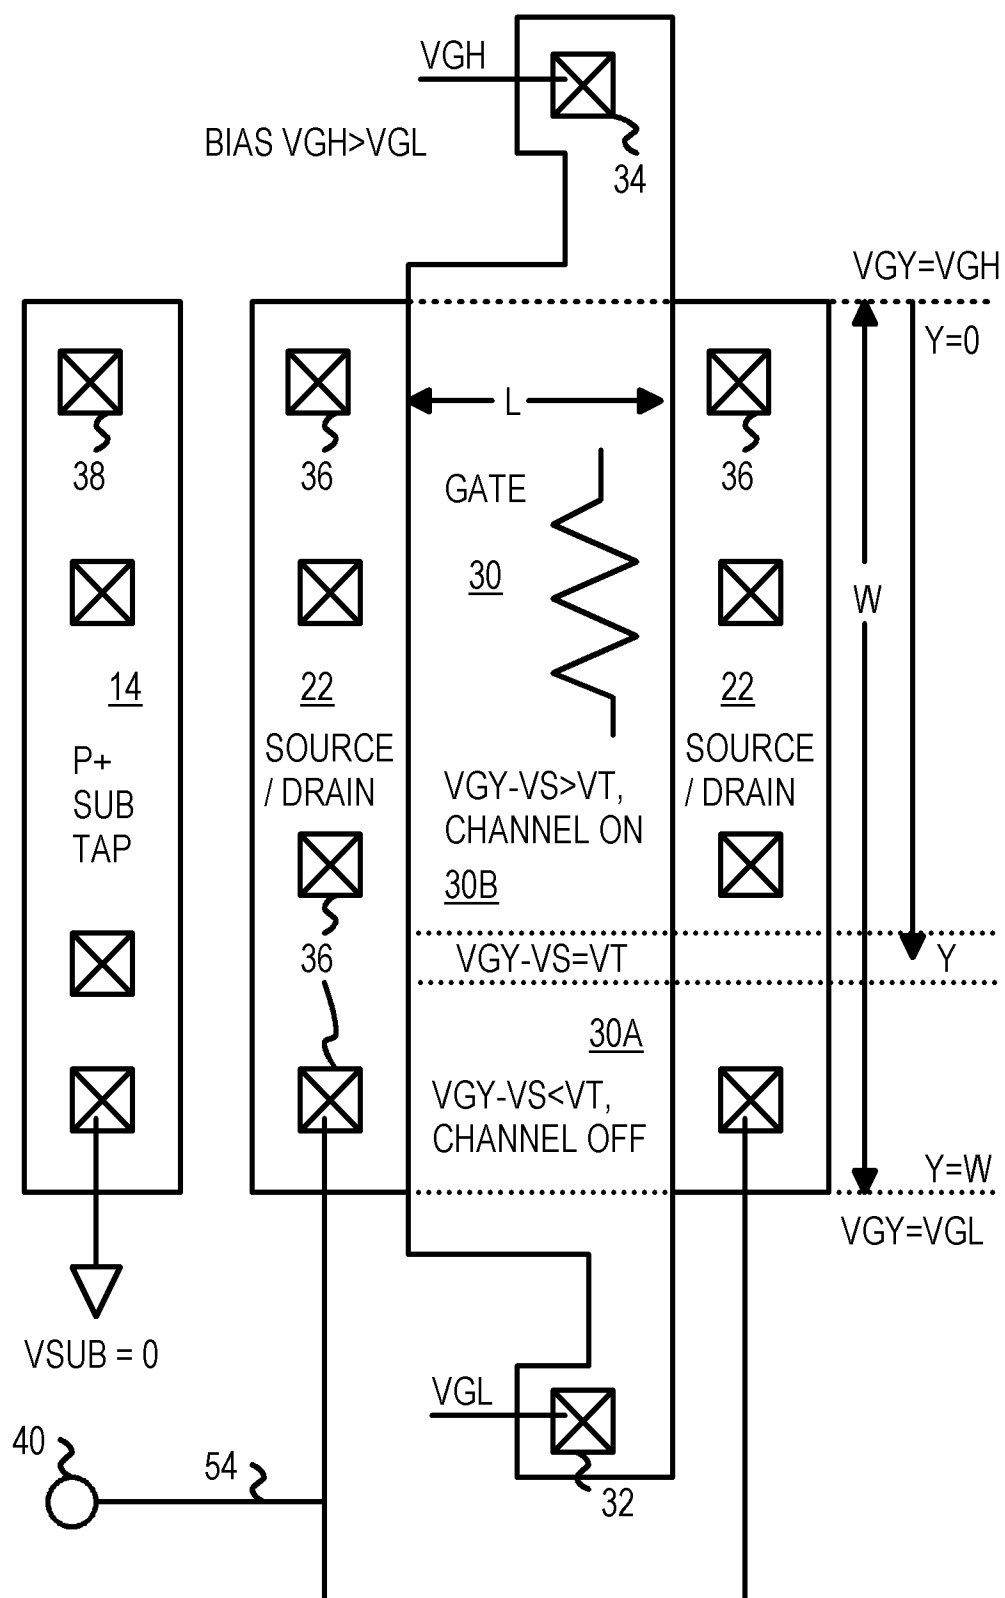 VGH
BIAS VGH>VGL
34
VGY=VGH
Y=0
L
38
36
36
GATE
30
W
14
22
22
P+
SUB
TAP
SOURCE
/ DRAIN
SOURCE
/ DRAIN
VGY-VS>VT,
CHANNEL ON
30B
36
VGY-VS=VT
Y
30A
VGY-VS<VT,
CHANNEL OFF
Y=W
VGY=VGL
VSUB = 0
VGL
40
54
32